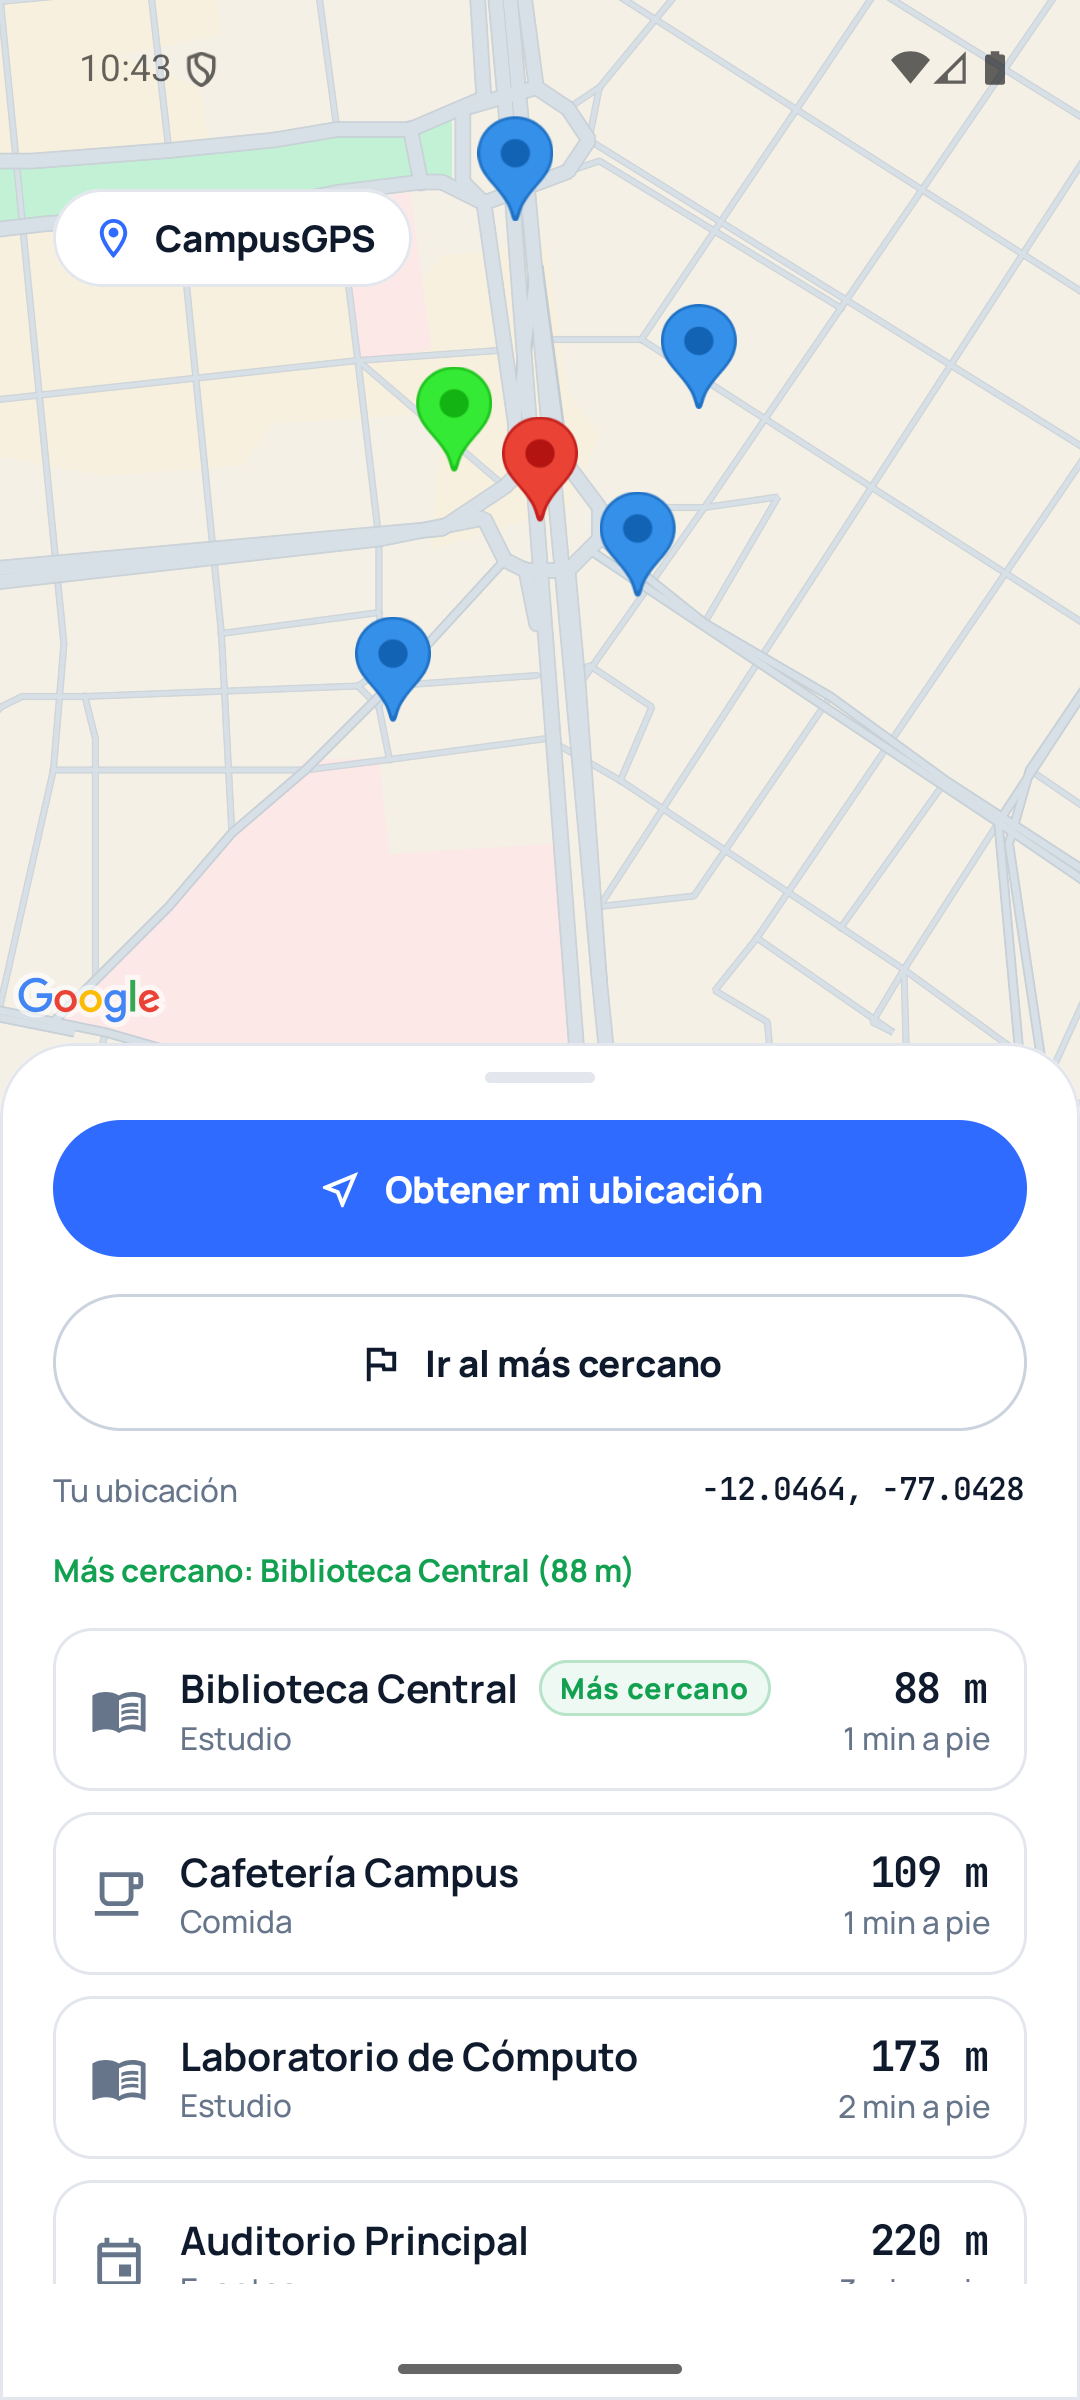 10:43
CampusGPS
Google
Obtener mi ubicación
Ir al más cercano
Tu ubicación -12.0464, -77.0428
Más cercano: Biblioteca Central (88 m)
Biblioteca Central Más cercano 88 m
Estudio 1 min a pie
Cafetería Campus 109 m
Comida 1 min a pie
Laboratorio de Cómputo 173 m
Estudio 2 min a pie
Auditorio Principal 220 m